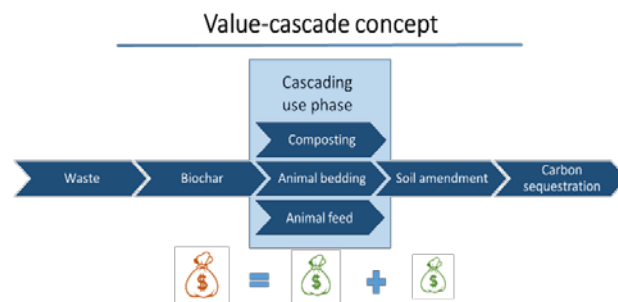 Value-cascade concept
Cascading
use phase
Composting
Waste
Biochar
Animal bedding
Soil amendment
Carbon
sequestration
Animal feed
$ = $ + $